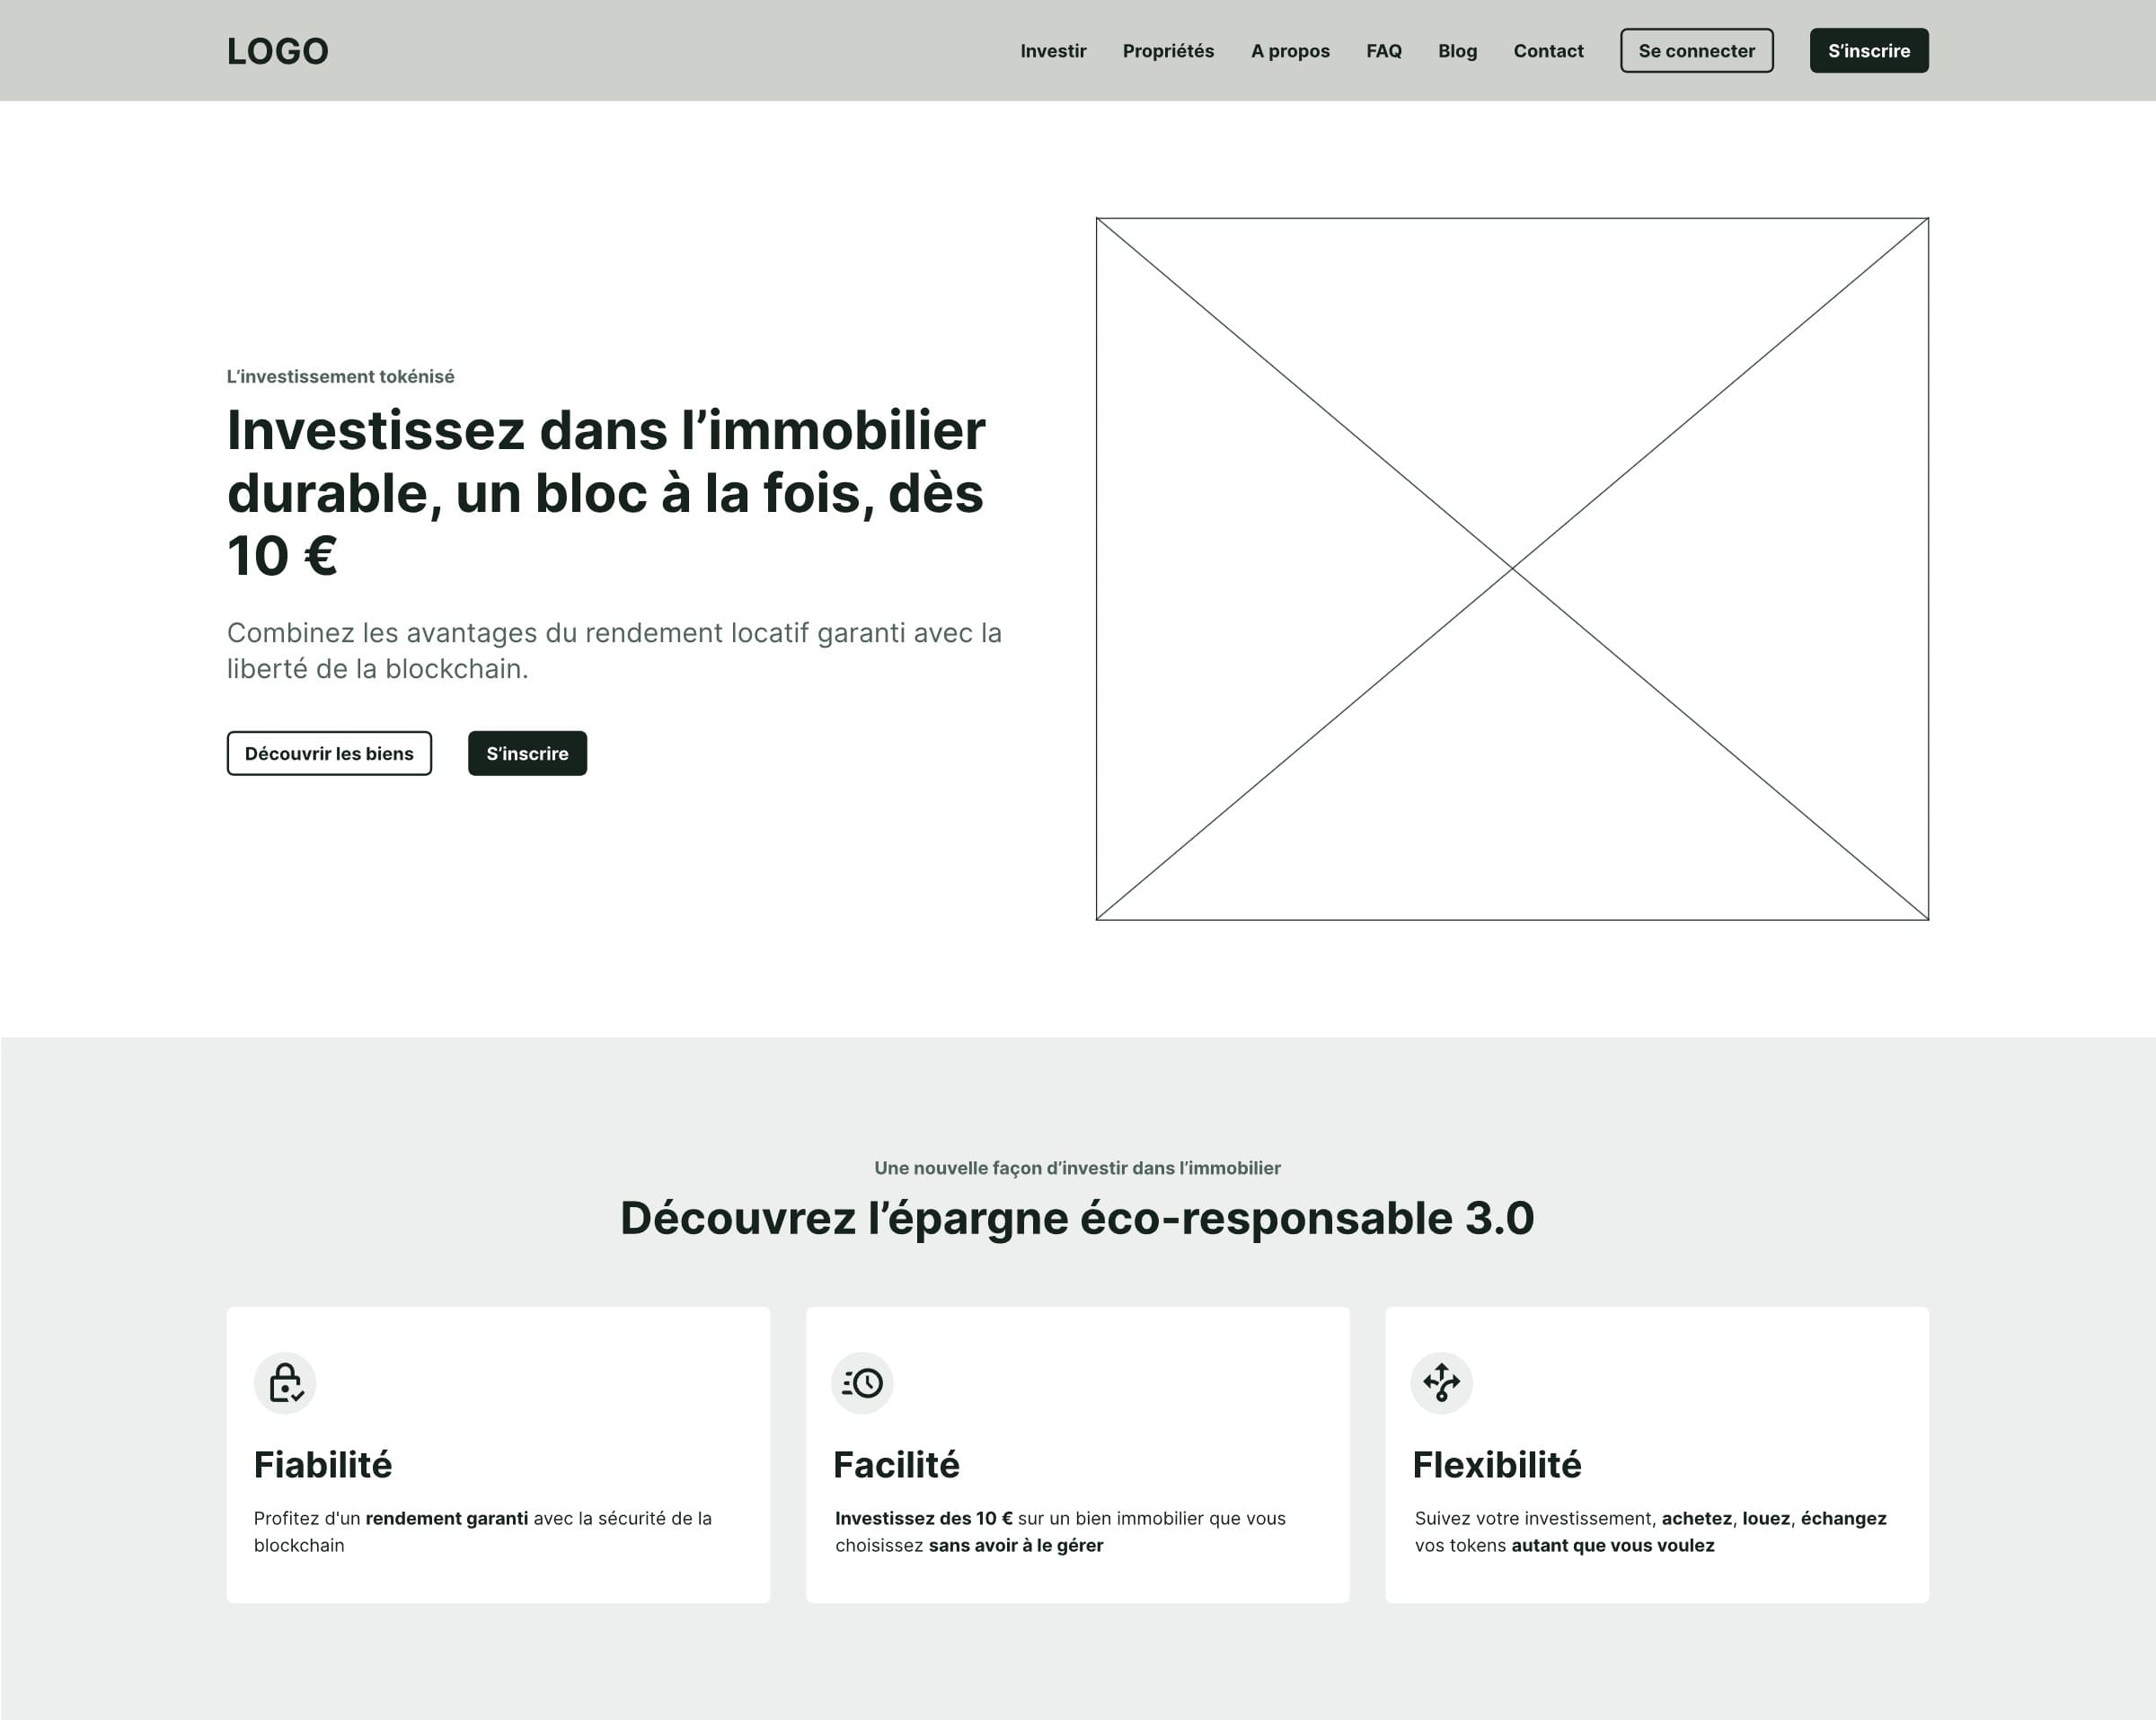 LOGO
Investir Propriétés A propos FAQ Blog Contact Se connecter S’inscrire
L’investissement tokénisé
Investissez dans l’immobilier
durable, un bloc à la fois, dès
10 €
Combinez les avantages du rendement locatif garanti avec la
liberté de la blockchain.
Découvrir les biens S’inscrire
Une nouvelle façon d’investir dans l’immobilier
Découvrez l’épargne éco-responsable 3.0
Fiabilité
Profitez d'un rendement garanti avec la sécurité de la
blockchain
Facilité
Investissez des 10 € sur un bien immobilier que vous
choisissez sans avoir à le gérer
Flexibilité
Suivez votre investissement, achetez, louez, échangez
vos tokens autant que vous voulez